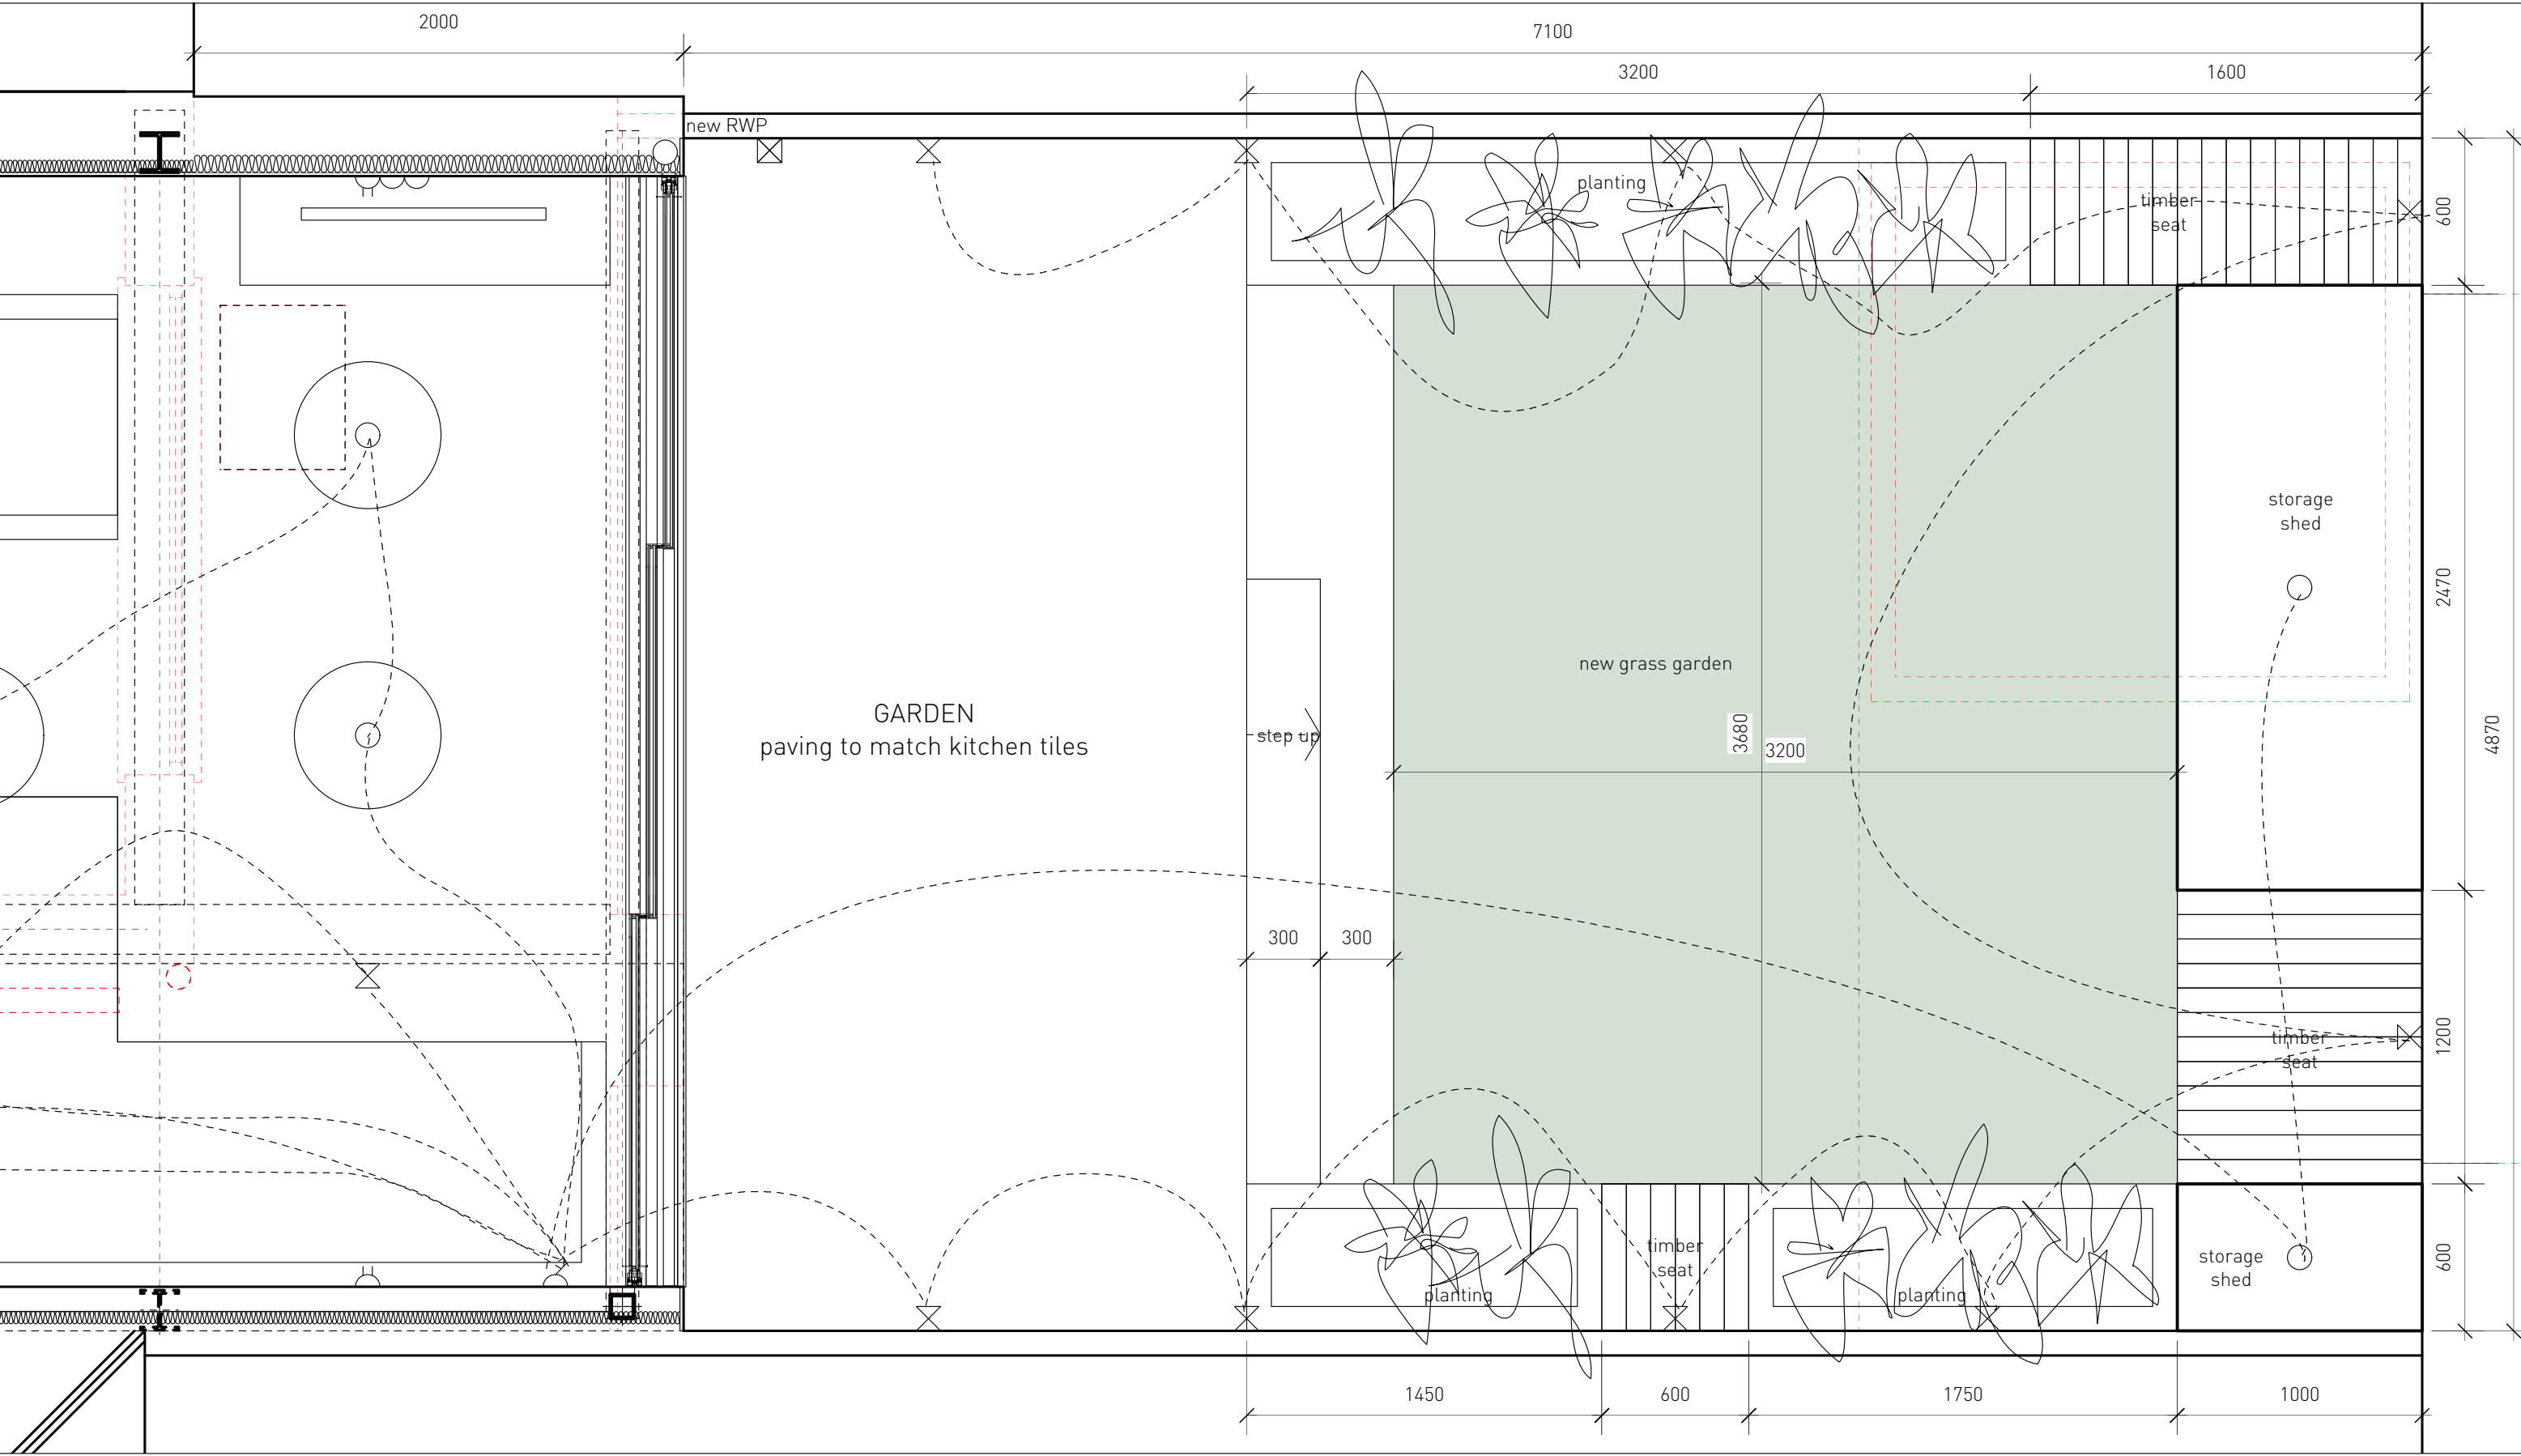 2000
7100
3200
1600
new RWP
planting
timber
seat
600
storage
shed
2470
new grass garden
GARDEN
paving to match kitchen tiles
step up
3680
3200
4870
300
300
1200
timber
seat
timber
seat
planting
planting
storage
shed
600
1450
600
1750
1000